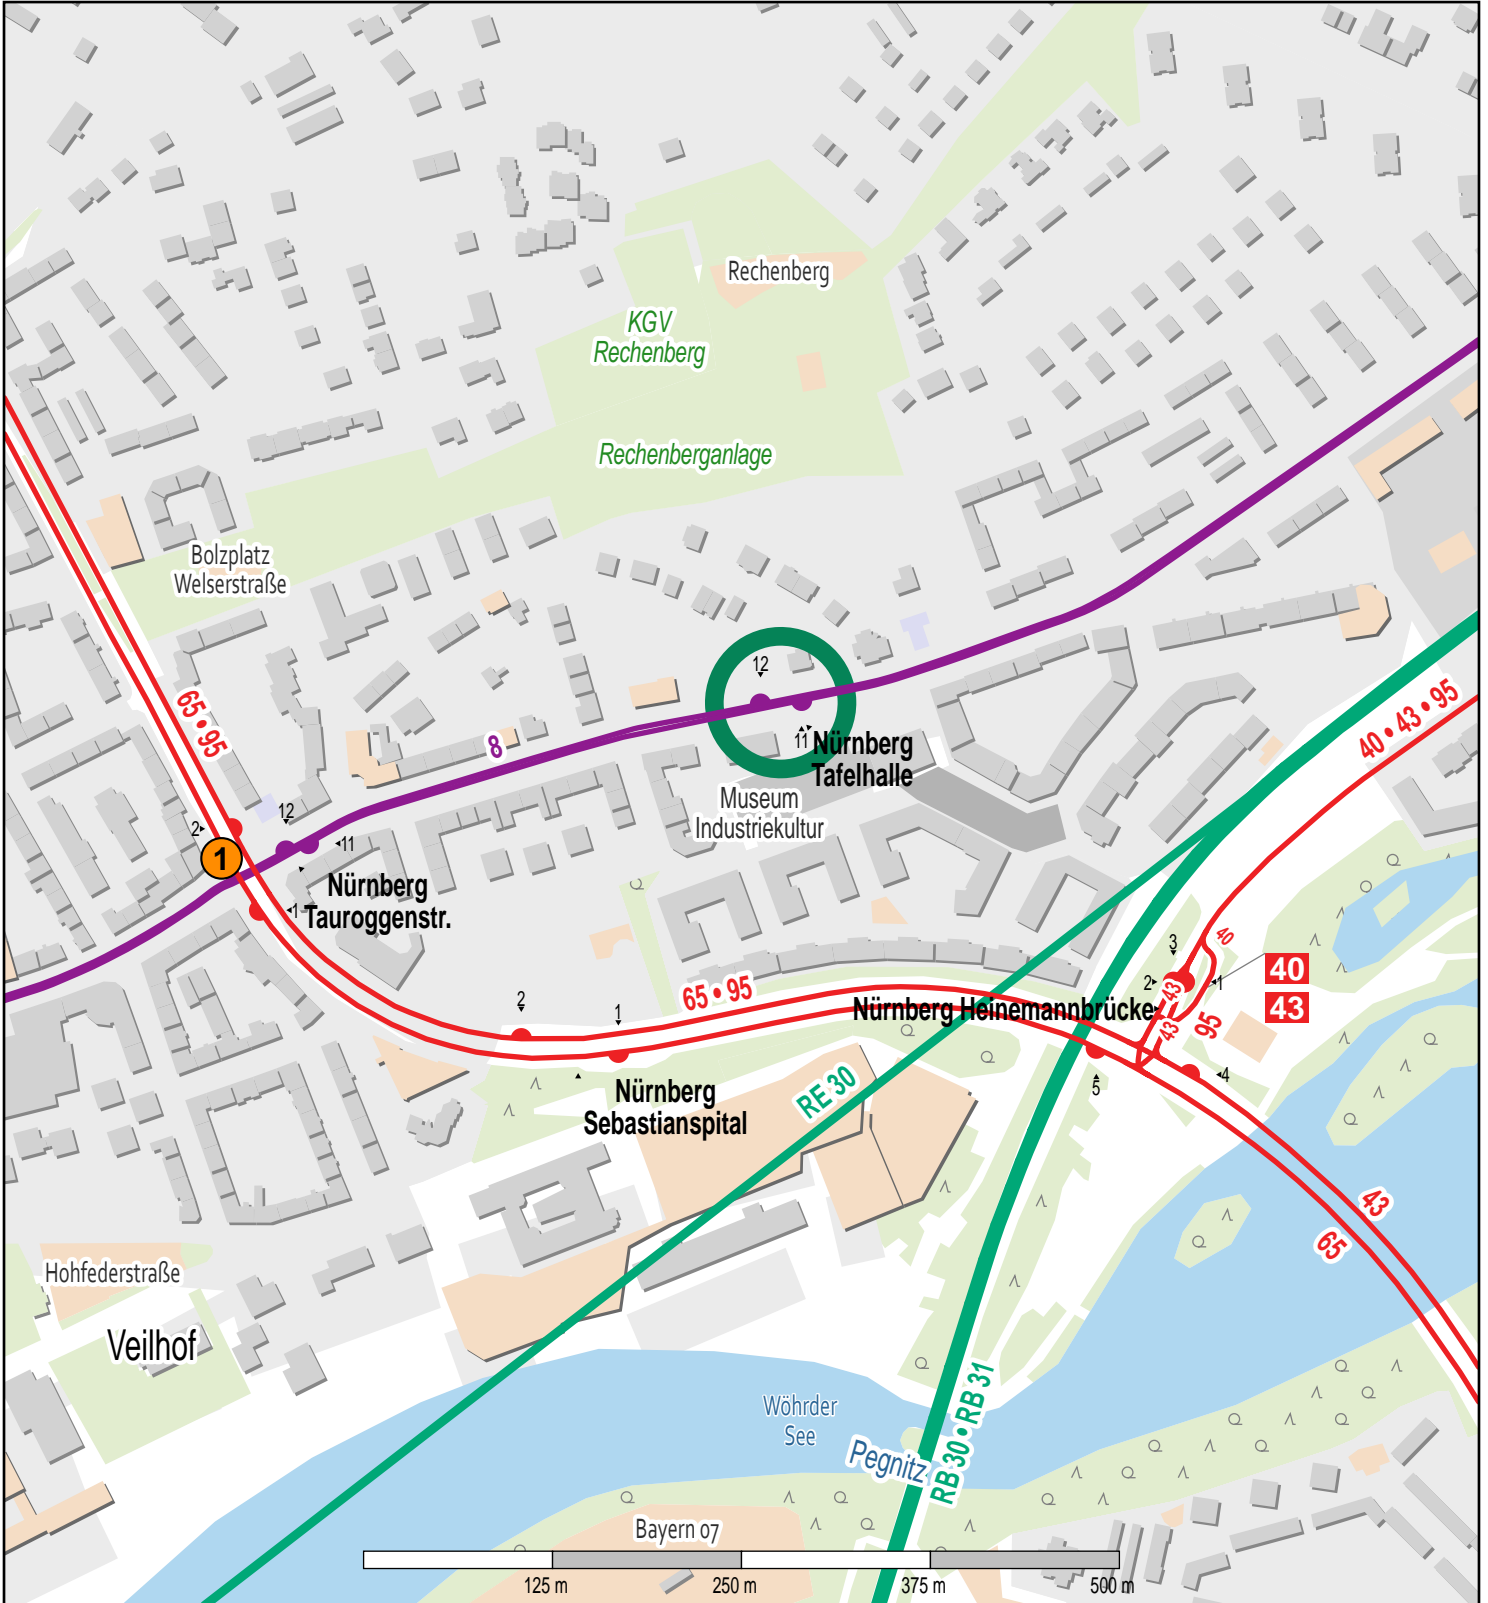 Rechenberg
KGV
Rechenberg
Rechenberganlage
Bolzplatz
Welserstraße
65 • 95
8
12
11
Nürnberg
Tafelhalle
Museum
Industriekultur
40 • 43 • 95
2
1
12
11
1
Nürnberg
Tauroggenstr.
2
1
65 • 95
Nürnberg Heinemannbrücke
3
2
1
40
43
43
95
40
43
5
4
Nürnberg
Sebastianspital
RE 30
43
65
Hohfederstraße
Veilhof
Wöhrder
See
Pegnitz
RB 30 • RB 31
Bayern 07
125 m
250 m
375 m
500 m